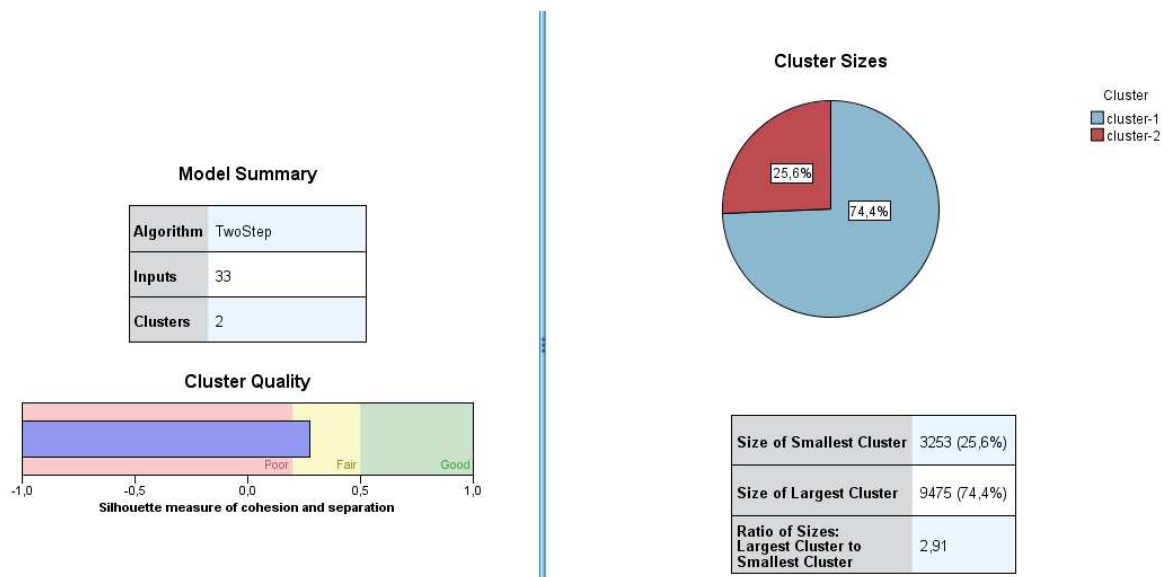 Model Summary
Algorithm TwoStep
Inputs 33
Clusters 2
Cluster Quality
Poor Fair Good
-1,0 -0,5 0,0 0,5 1,0
Silhouette measure of cohesion and separation
Cluster Sizes
Cluster
cluster-1
cluster-2
25,6%
74,4%
Size of Smallest Cluster 3253 (25,6%)
Size of Largest Cluster 9475 (74,4%)
Ratio of Sizes:
Largest Cluster to
Smallest Cluster 2,91